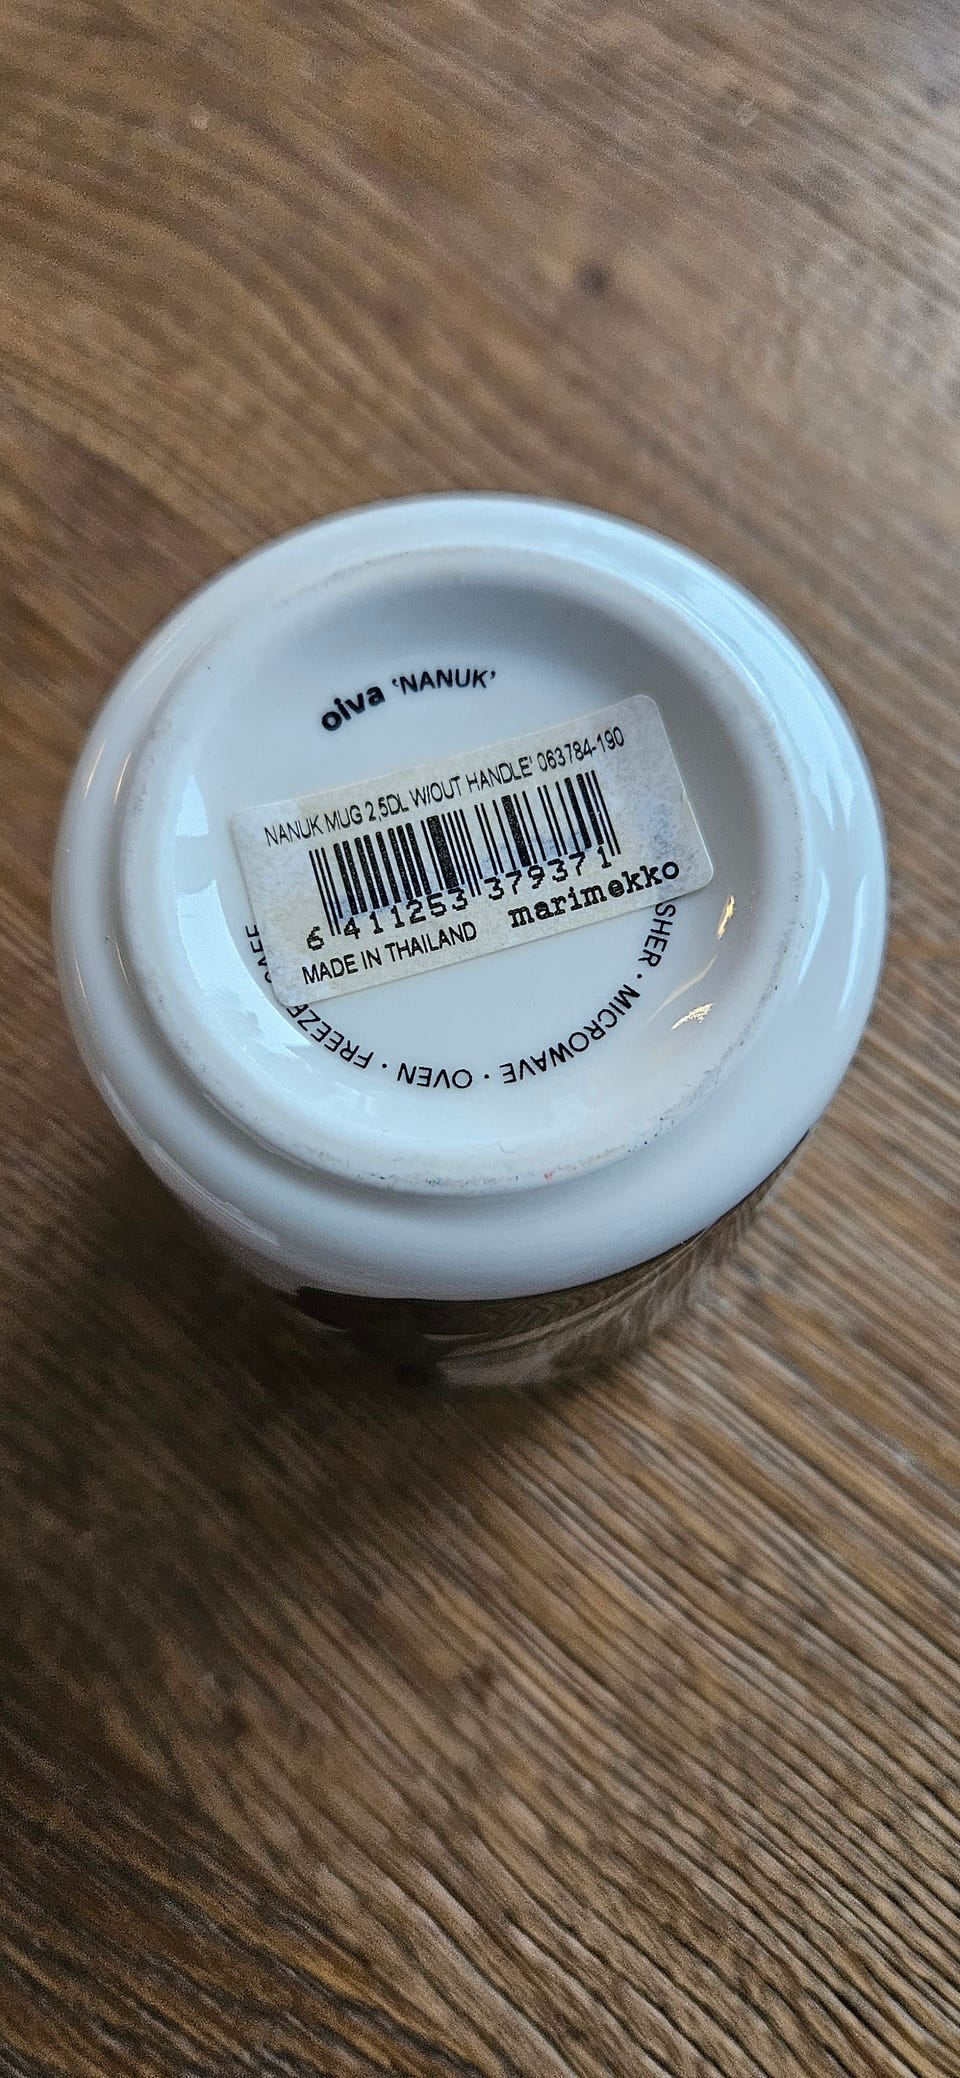 oiva 'NANUK'
NANUK MUG 2,5DL W/OUT HANDLE' 063784-190
6 411253 379371
MADE IN THAILAND marimekko
SHER · MICROWAVE · OVEN · FREEZE